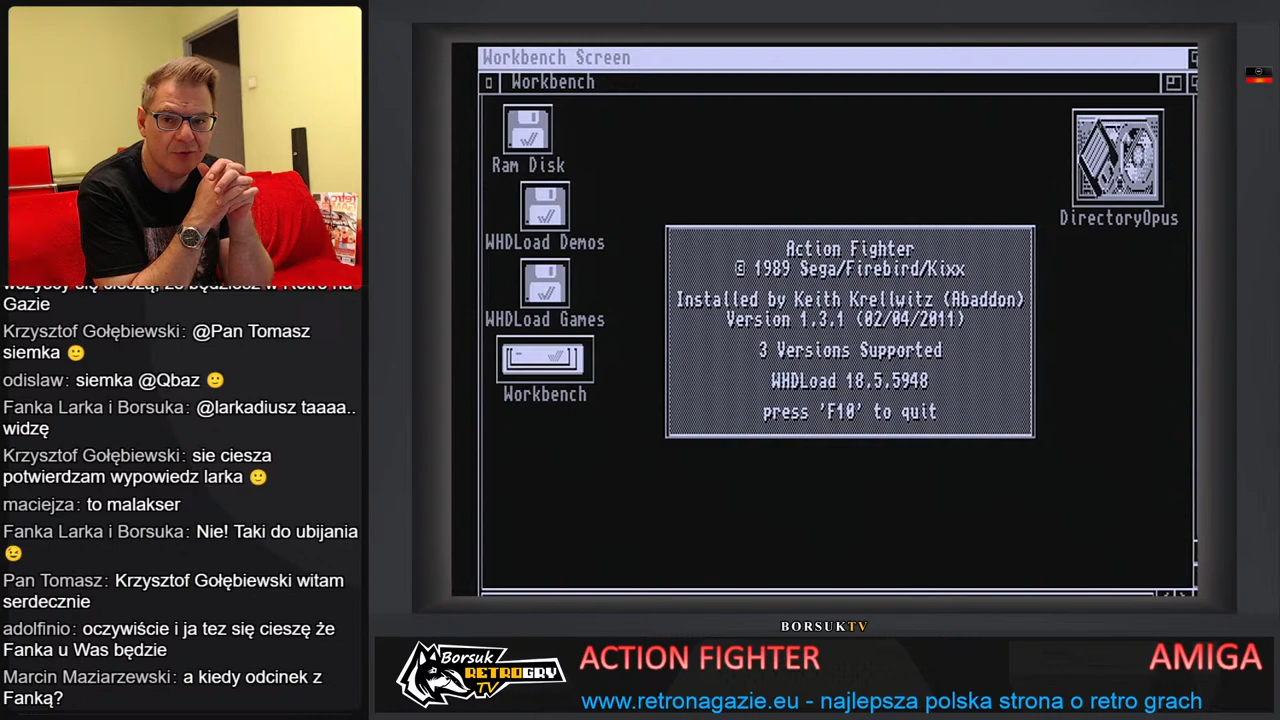 Workbench Screen
Workbench
Ram Disk
WHDLoad Demos
WHDLoad Games
Workbench
DirectoryOpus
Action Fighter
© 1989 Sega/Firebird/Kixx
Installed by Keith Krellwitz (Abaddon)
Version 1.3.1 (02/04/2011)
3 Versions Supported
WHDLoad 18.5.5948
press 'F10' to quit
Gazie
Krzysztof Gołębiewski: @Pan Tomasz
siemka 🙂
odislaw: siemka @Qbaz 🙂
Fanka Larka i Borsuka: @larkadiusz taaaa..
widzę
Krzysztof Gołębiewski: sie ciesza
potwierdzam wypowiedz larka 🙂
maciejza: to malakser
Fanka Larka i Borsuka: Nie! Taki do ubijania
😉
Pan Tomasz: Krzysztof Gołębiewski witam
serdecznie
adolfinio: oczywiście i ja tez się cieszę że
Fanka u Was będzie
Marcin Maziarzewski: a kiedy odcinek z
Fanką?
BORSUKTV
Borsuk
RETROGRY
TV
ACTION FIGHTER
AMIGA
www.retronagazie.eu - najlepsza polska strona o retro grach